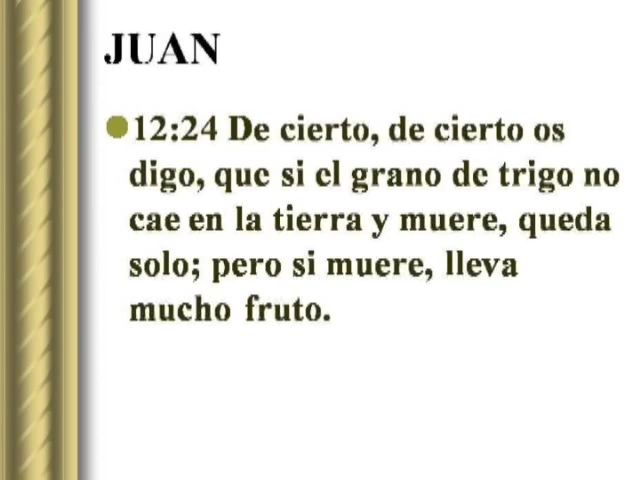 JUAN
12:24 De cierto, de cierto os
digo, que si el grano de trigo no
cae en la tierra y muere, queda
solo; pero si muere, lleva
mucho fruto.